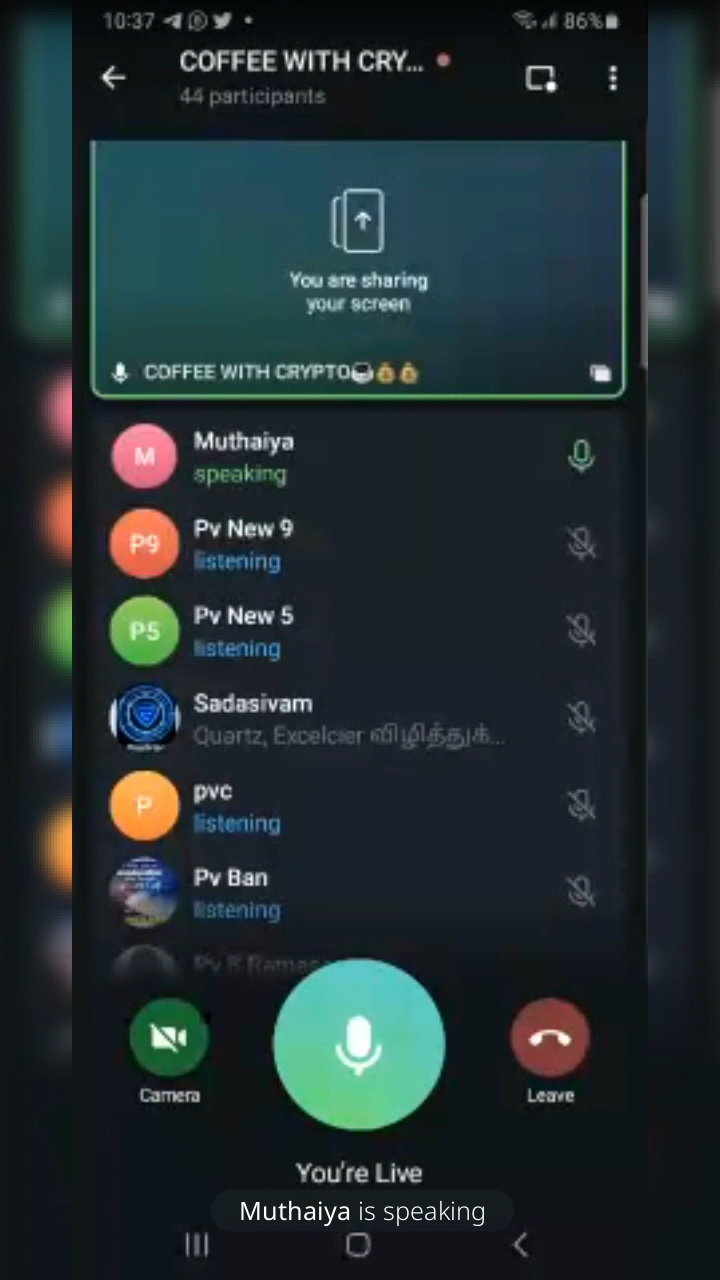 10:37
86%
COFFEE WITH CRY...
44 participants
You are sharing
your screen
COFFEE WITH CRYPTO☕💰💰
M
Muthaiya
speaking
P9
Pv New 9
listening
P5
Pv New 5
listening
Sadasivam
Quartz, Excelcier விழித்துக்...
P
pvc
listening
Pv Ban
listening
Pv B Ramas
Camera
Leave
You're Live
Muthaiya is speaking